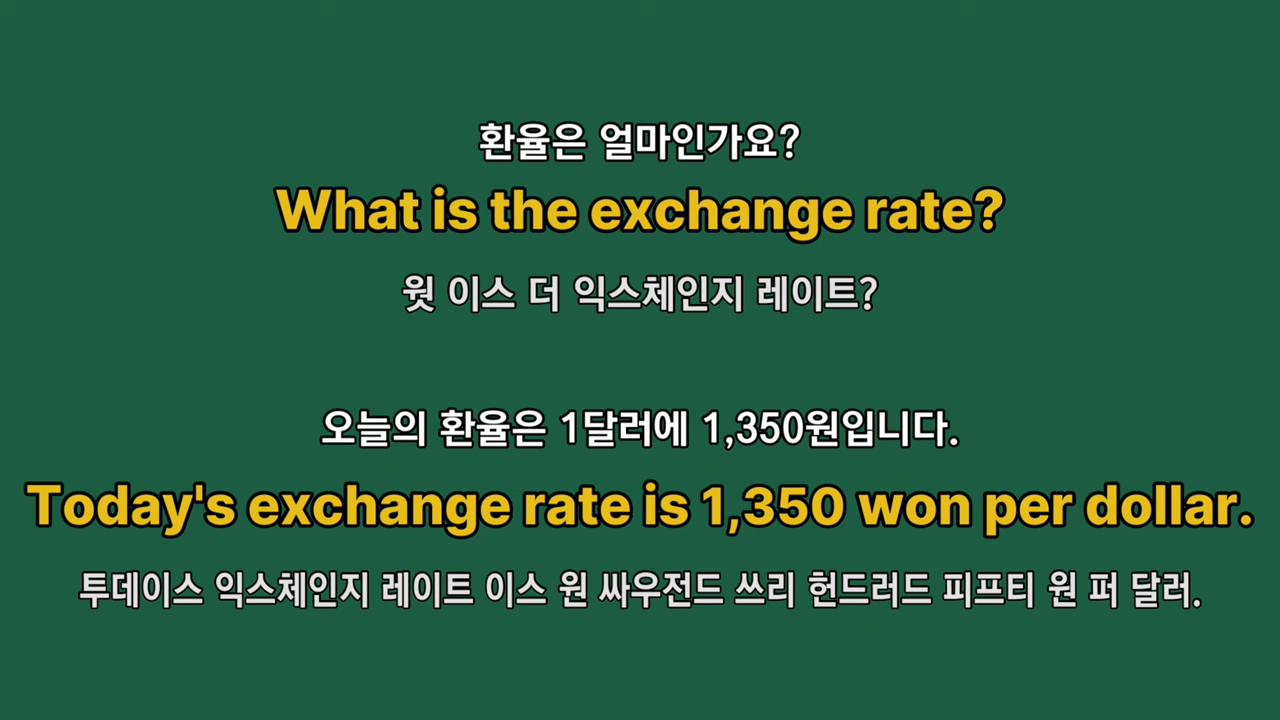 환율은 얼마인가요?
What is the exchange rate?
웟 이스 더 익스체인지 레이트?
오늘의 환율은 1달러에 1,350원입니다.
Today's exchange rate is 1,350 won per dollar.
투데이스 익스체인지 레이트 이스 원 싸우전드 쓰리 헌드러드 피프티 원 퍼 달러.